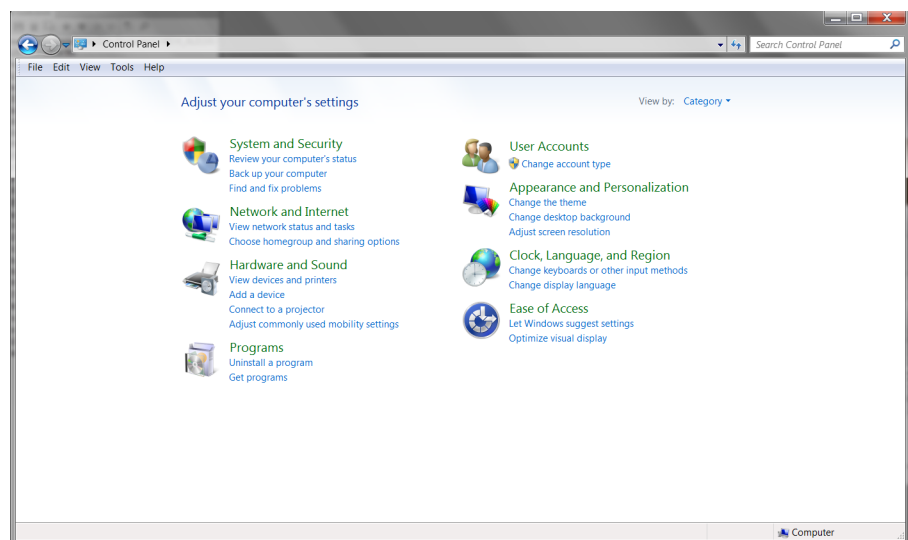 Control Panel
Search Control Panel
File Edit View Tools Help
Adjust your computer's settings
View by: Category
System and Security
Review your computer's status
Back up your computer
Find and fix problems
Network and Internet
View network status and tasks
Choose homegroup and sharing options
Hardware and Sound
View devices and printers
Add a device
Connect to a projector
Adjust commonly used mobility settings
Programs
Uninstall a program
Get programs
User Accounts
Change account type
Appearance and Personalization
Change the theme
Change desktop background
Adjust screen resolution
Clock, Language, and Region
Change keyboards or other input methods
Change display language
Ease of Access
Let Windows suggest settings
Optimize visual display
Computer